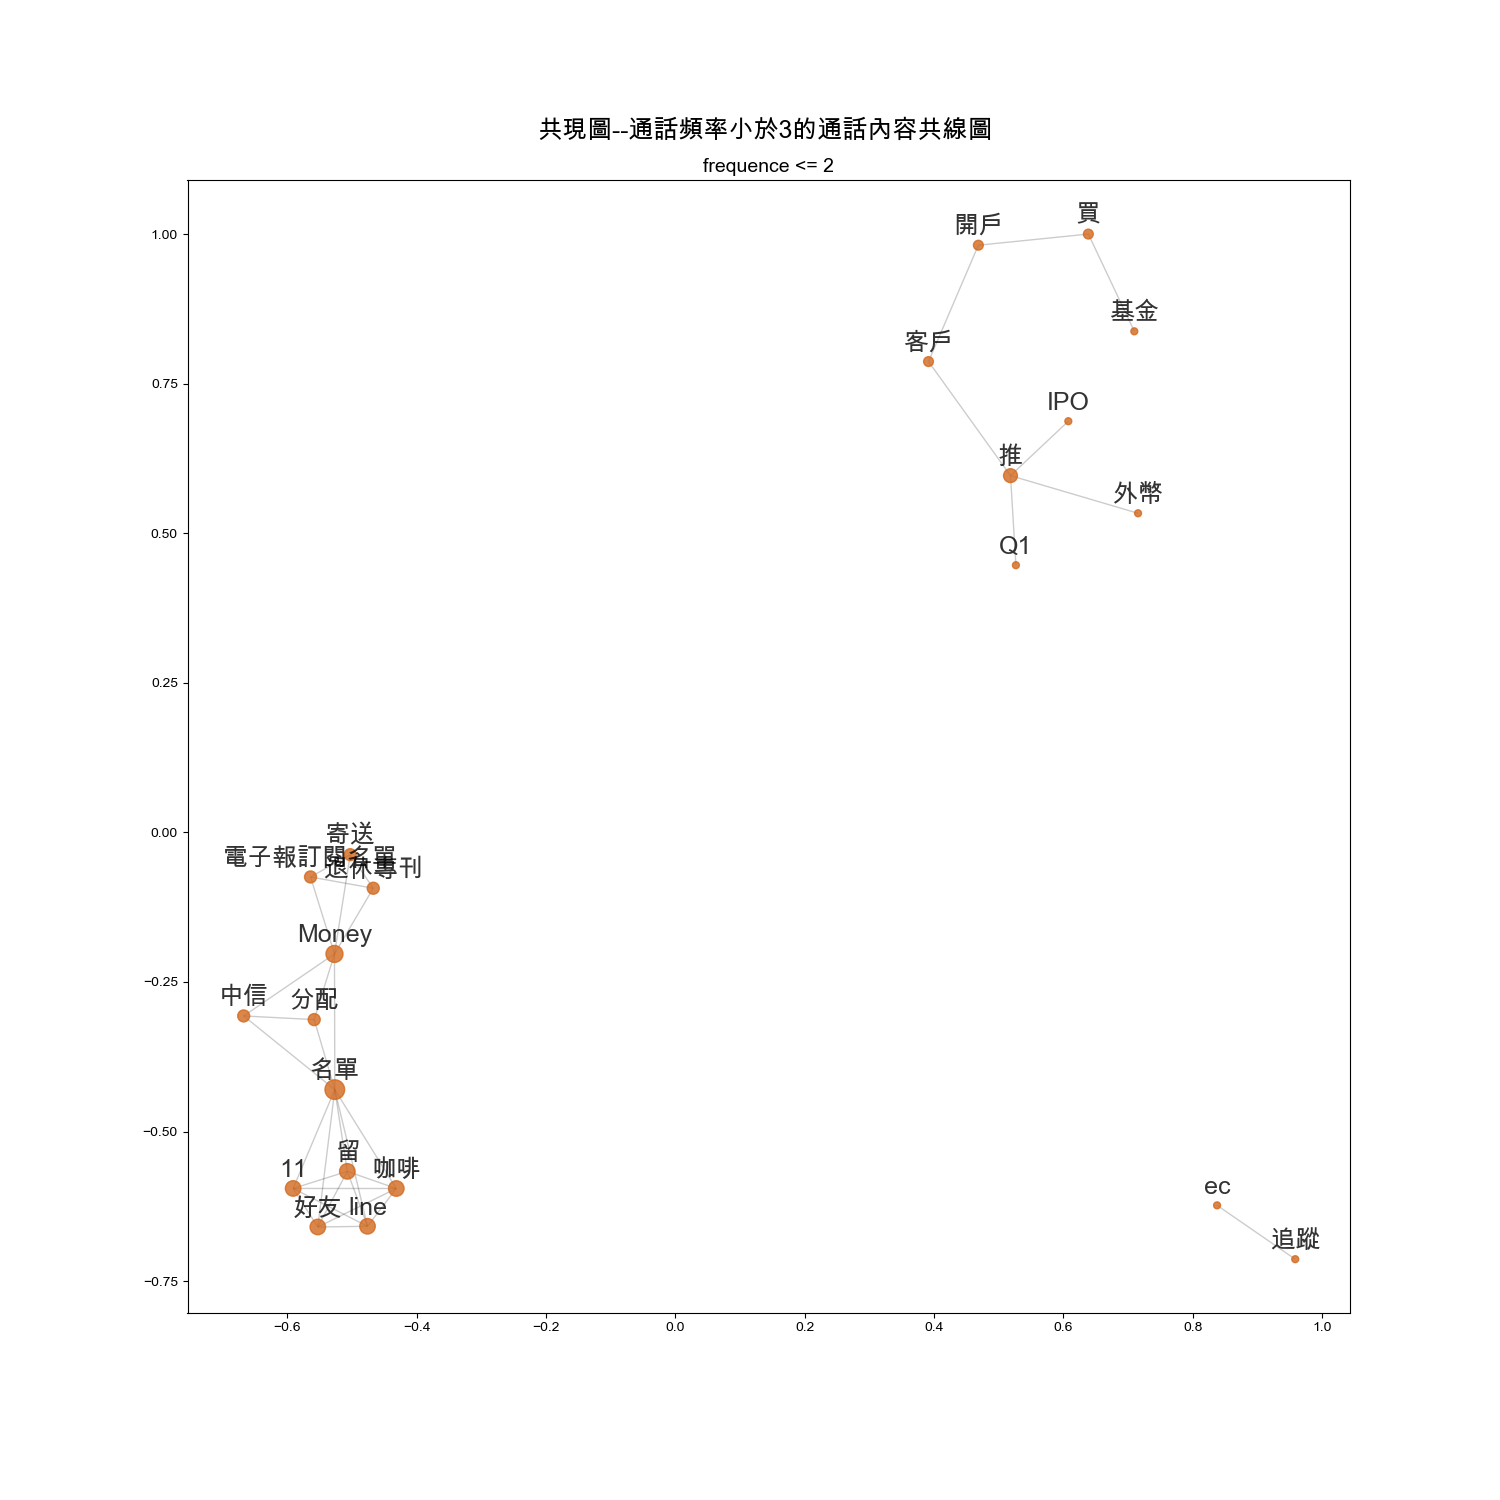 共現圖--通話頻率小於3的通話內容共線圖
frequence <= 2
買
開戶
1.00
基金
客戶
0.75
IPO
推
外幣
0.50
Q1
0.25
0.00
寄送
電子報訂閱名單
退休專刊
Money
−0.25
中信
分配
名單
−0.50
留
11
咖啡
ec
好友
line
追蹤
−0.75
−0.6
−0.4
−0.2
0.0
0.2
0.4
0.6
0.8
1.0